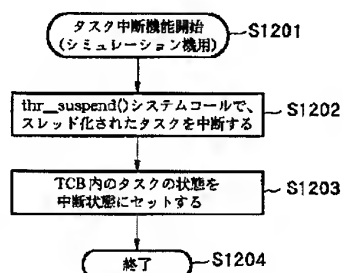 タスク中断機能開始
(シミュレーション機用)
S1201
thr__suspend()システムコールで、
スレッド化されたタスクを中断する
S1202
TCB内のタスクの状態を
中断状態にセットする
S1203
終了
S1204